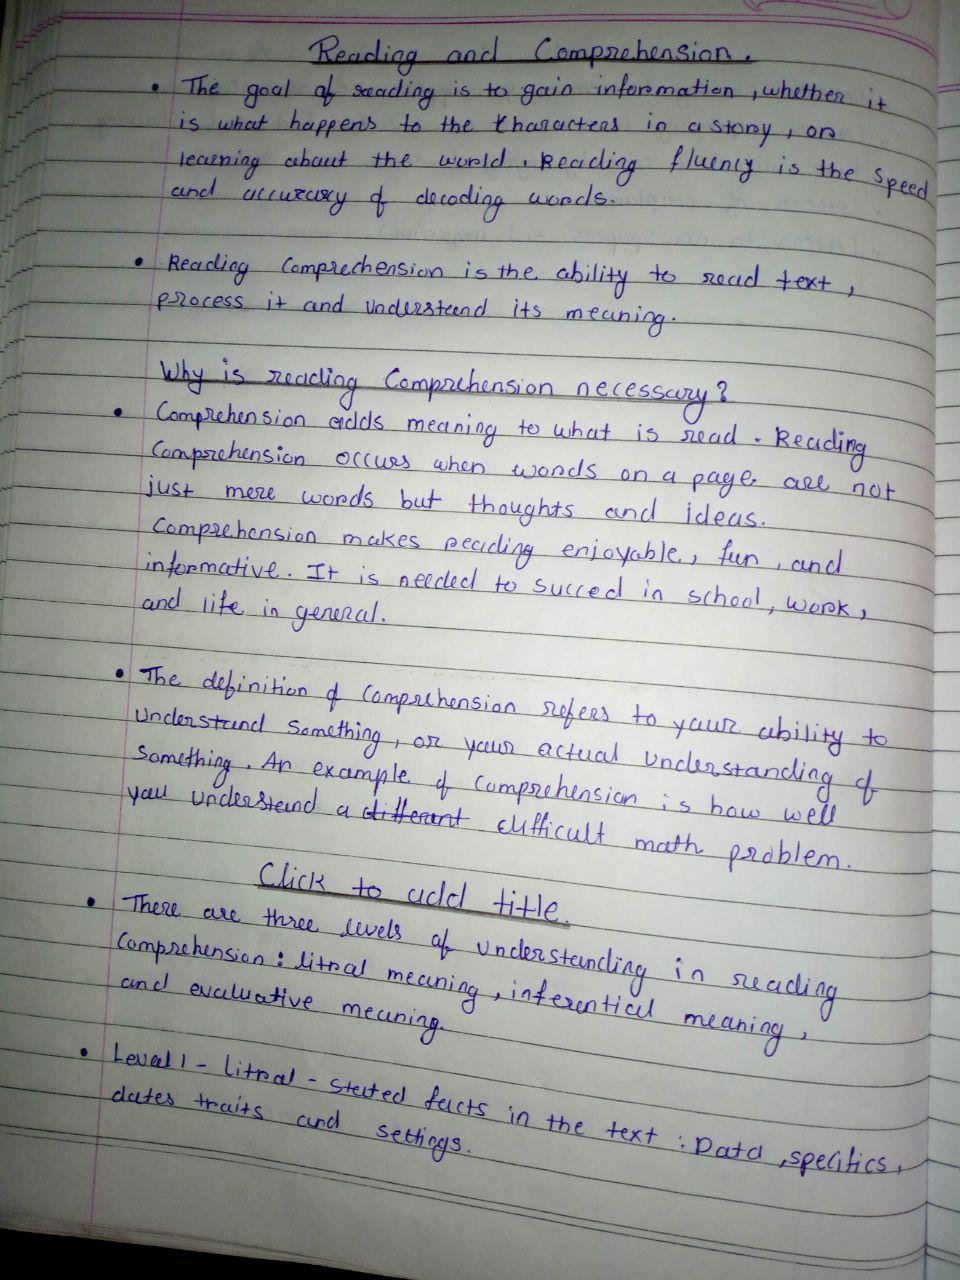 Reading and Comprehension.
• The goal of reading is to gain information, whether it
is what happens to the Characters in a story, or
learning about the world. Reading fluency is the speed
and accuracy of decoding words.
• Reading Comprechension is the ability to read text,
process it and understand its meaning.
Why is reading Comprehension necessary?
• Comprehension adds meaning to what is read. Reading
Comprehension occurs when words on a page are not
just mere words but thoughts and ideas.
Comprehension makes reading enjoyable, fun, and
informative. It is needed to succed in school, work,
and life in general.
• The definition of Comprehension refers to your ability to
understand something, or your actual understanding of
something. An example of Comprehension is how well
you understand a different difficult math problem.
Click to add title.
• There are three levels of understanding in reading
Comprehension: litral meaning, inferential meaning,
and evaluative meaning.
• Level 1 - litral - stated facts in the text: Data, specifics,
dates traits and settings.